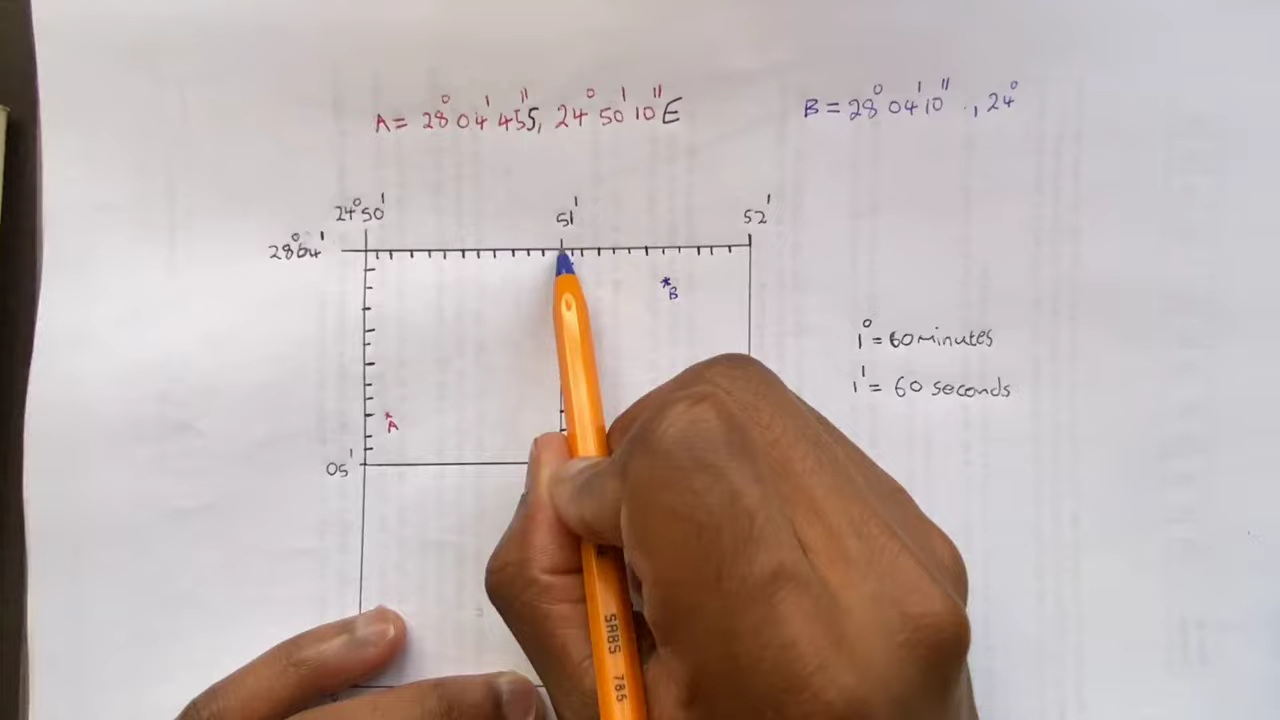 A = 28° 04' 45"S, 24° 50' 10"E
B = 28° 04' 10" , 24°
24° 50' 51' 52'
28° 04'
B
1° = 60 minutes
1' = 60 seconds
A
05'
SABS 785